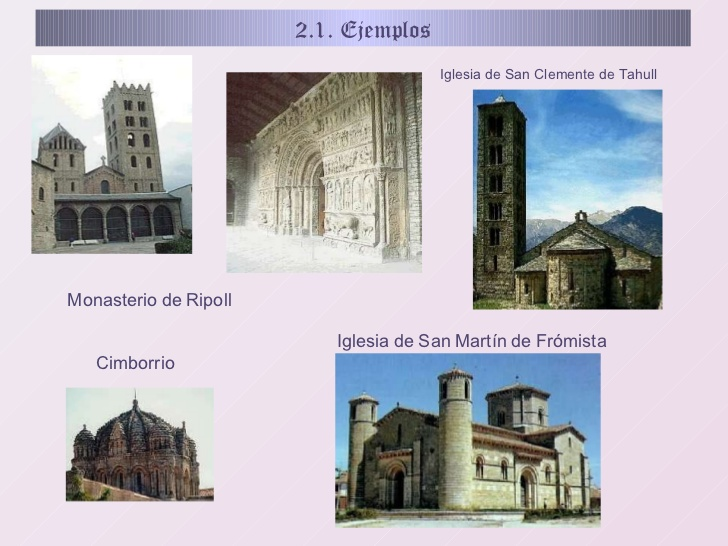 2.1. Ejemplos
Iglesia de San Clemente de Tahull
Monasterio de Ripoll
Iglesia de San Martín de Frómista
Cimborrio